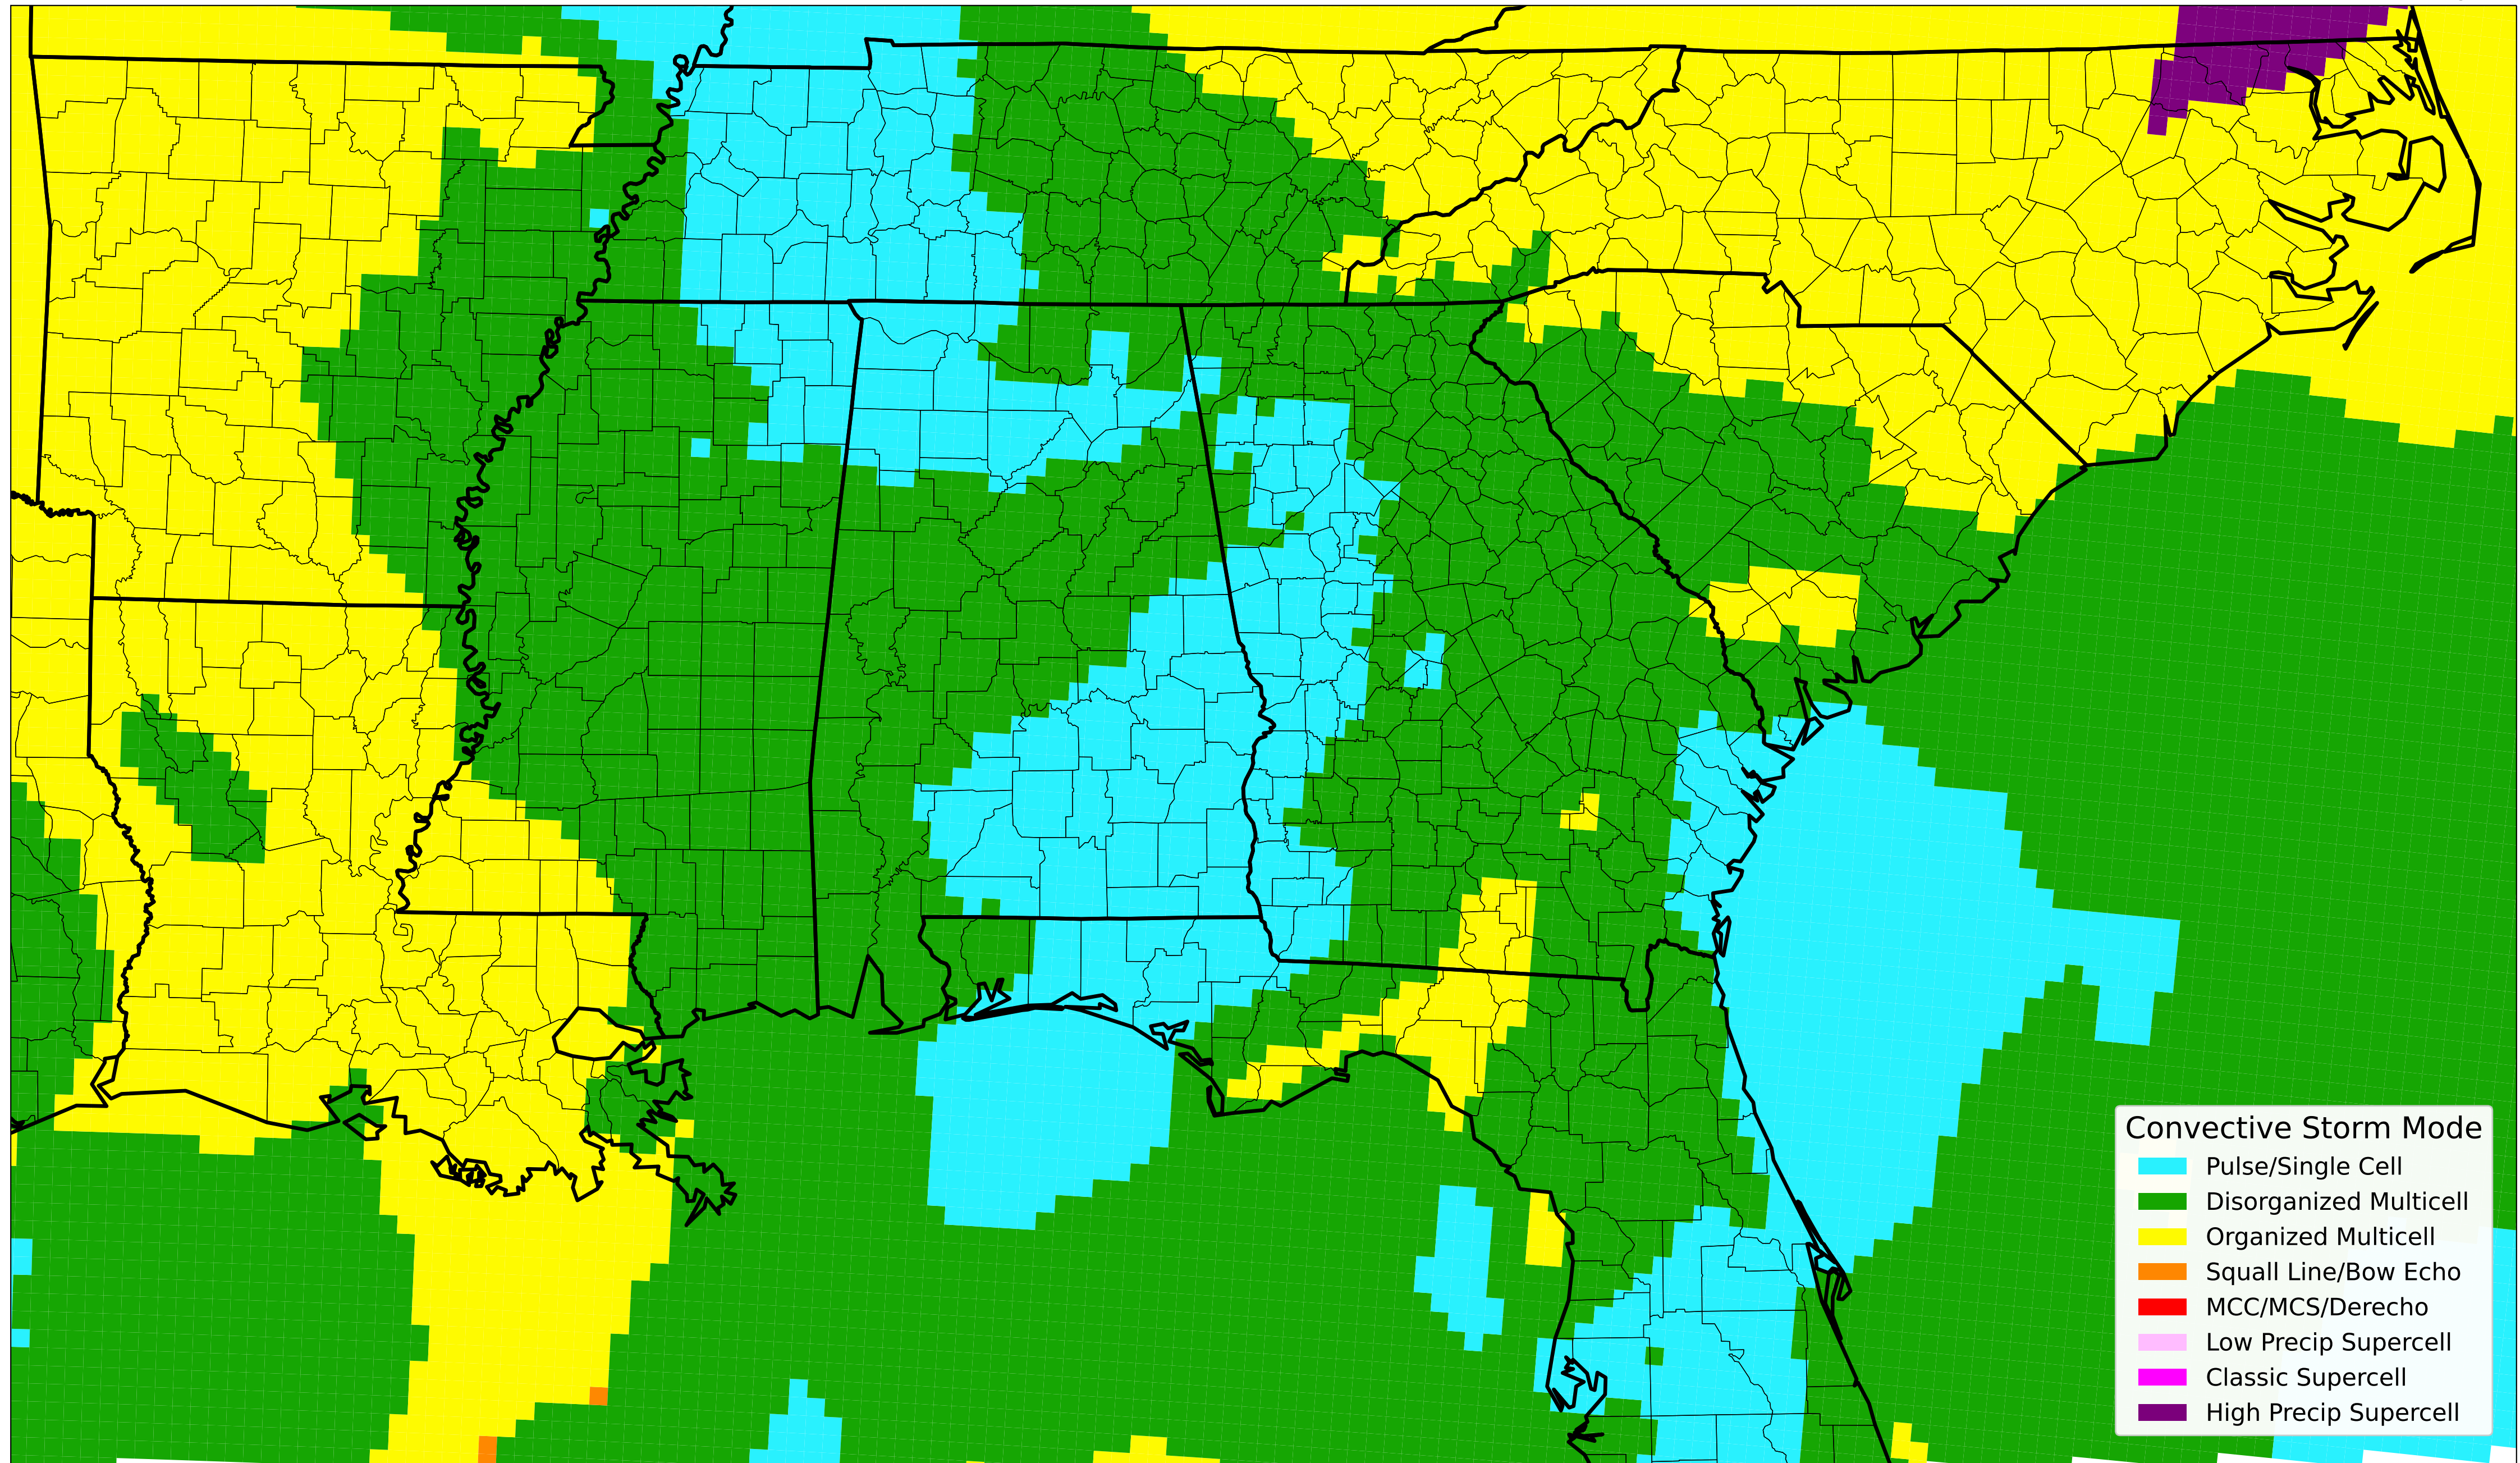 Convective Storm Mode
Pulse/Single Cell
Disorganized Multicell
Organized Multicell
Squall Line/Bow Echo
MCC/MCS/Derecho
Low Precip Supercell
Classic Supercell
High Precip Supercell